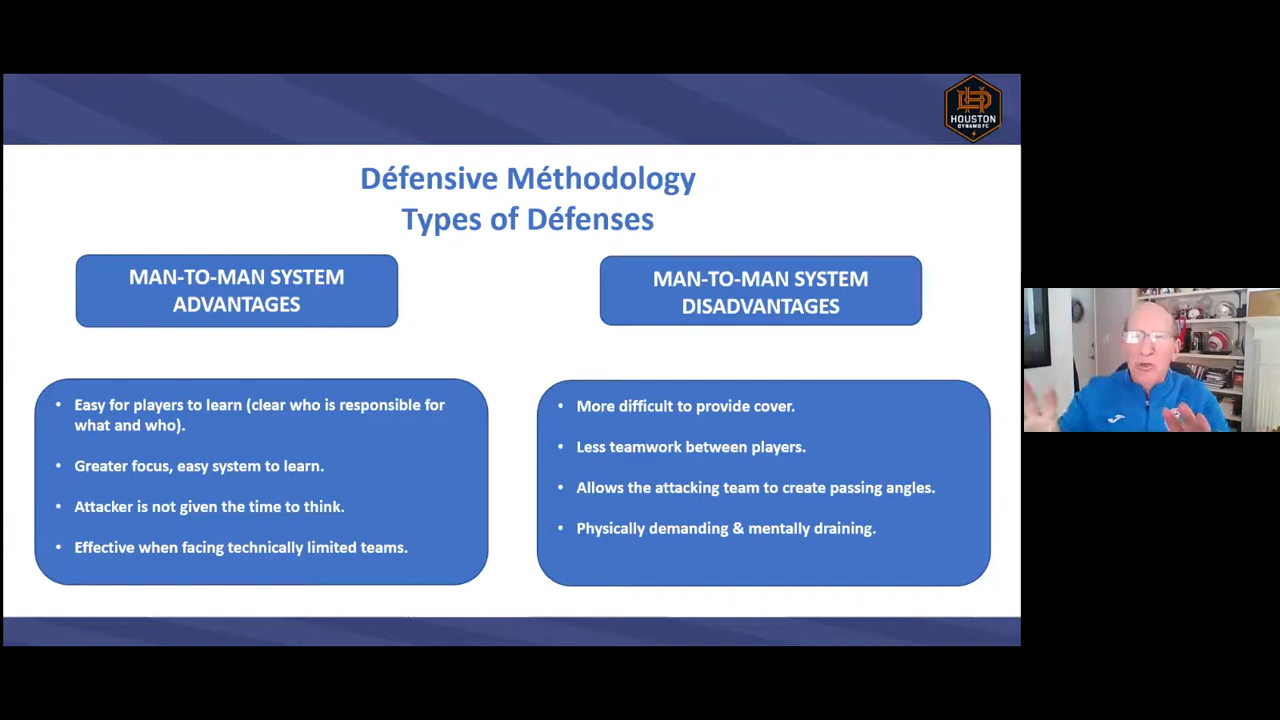 HOUSTON
DYNAMO FC
Défensive Méthodology
Types of Défenses
MAN-TO-MAN SYSTEM
ADVANTAGES
MAN-TO-MAN SYSTEM
DISADVANTAGES
• Easy for players to learn (clear who is responsible for
what and who).
• Greater focus, easy system to learn.
• Attacker is not given the time to think.
• Effective when facing technically limited teams.
• More difficult to provide cover.
• Less teamwork between players.
• Allows the attacking team to create passing angles.
• Physically demanding & mentally draining.